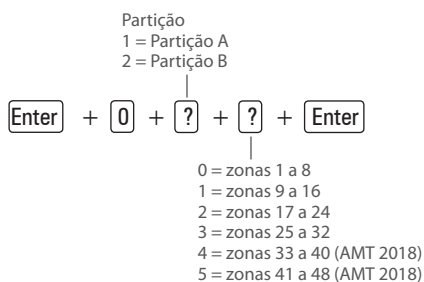 Partição
1 = Partição A
2 = Partição B
Enter + 0 + ? + ? + Enter
0 = zonas 1 a 8
1 = zonas 9 a 16
2 = zonas 17 a 24
3 = zonas 25 a 32
4 = zonas 33 a 40 (AMT 2018)
5 = zonas 41 a 48 (AMT 2018)